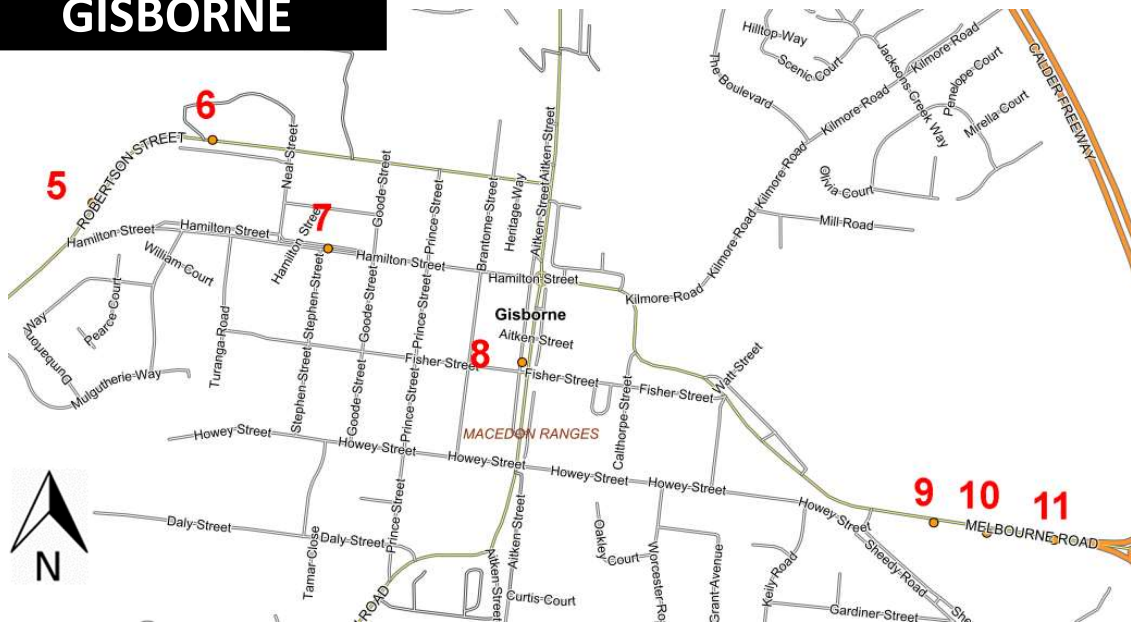 GISBORNE
Hilltop Way
Scenic Court
Jacksons Creek Way
Kilmore Road
Penelope Court
CALDER FREEWAY
The Boulevard
Kilmore Road
Mirella Court
6
ROBERTSON STREET
Neal Street
Aitken Street
Goode Street
Kilmore Road
5
Prince Street
Brantome Street
Heritage Way
Aitken Street
Olivia Court
7
Hamilton Street
Hamilton Street
Hamilton Street
Mill Road
Kilmore Road
William Court
Hamilton Street
Hamilton Street
Kilmore Road
Pearce Court
Stephen Street
Goode Street
Prince Street
Gisborne
Way
Dumbarton
Turanga Road
Aitken Street
8
Fisher Street
Fisher Street
Fisher Street
Watt Street
Mulgutherie Way
Stephen Street
Goode Street
Prince Street
Calthorpe Street
Howey Street
MACEDON RANGES
Howey Street
Howey Street
Howey Street
Howey Street
Howey Street
9
10
11
MELBOURNE ROAD
N
Daly Street
Daly Street
Prince Street
Tamar Close
Aitken Street
Aitken Street
Oakley
Court
Worcester Ro
Grant Avenue
Keily Road
Sheedy Road
She
ROAD
Curtis Court
Gardiner Street